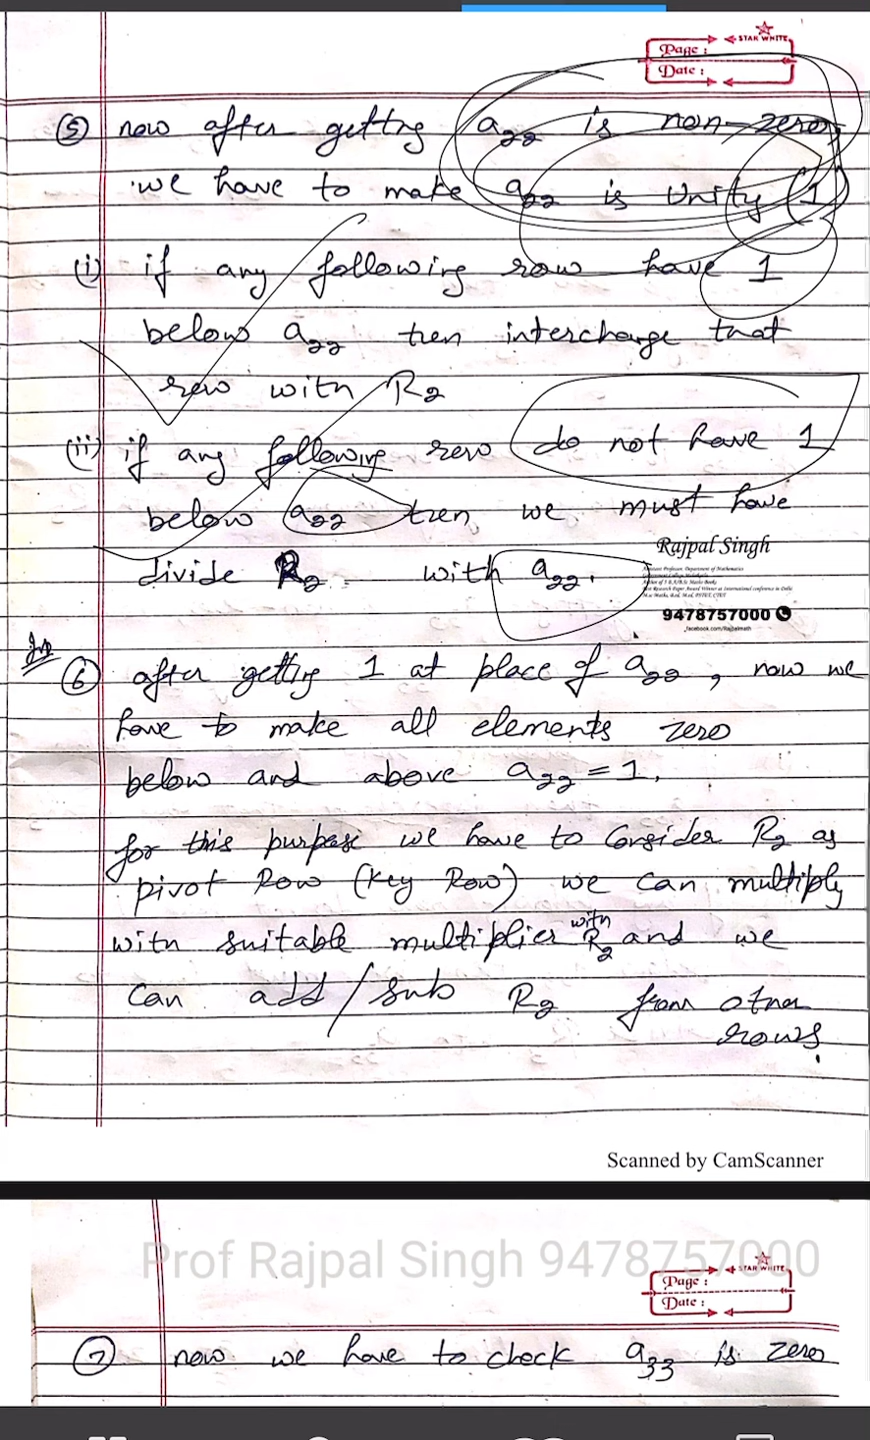 STAR WHITE
Page :
Date :
⑤ now after getting a₂₂ is non-zero,
we have to make a₂₂ is Unity (1)
(i) if any following row have 1
below a₂₂ then interchange that
row with R₂
(ii) if any following row do not have 1
below a₂₂ then we must have
Rajpal Singh
divide R₂ with a₂₂.
9478757000
⑥ after getting 1 at place of a₂₂, now we
have to make all elements zero
below and above a₂₂ = 1.
for this purpose we have to Consider R₂ as
pivot Row (Key Row) we can multiply
with suitable multiplier with R₂ and we
can add/sub R₂ from other
rows.
Scanned by CamScanner
Prof Rajpal Singh 9478757000
STAR WHITE
Page :
Date :
⑦ now we have to check a₃₃ is zero